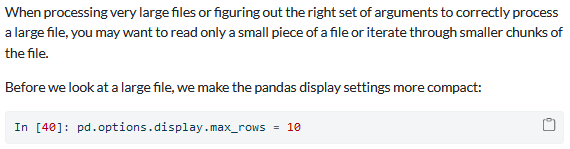 When processing very large files or figuring out the right set of arguments to correctly process
a large file, you may want to read only a small piece of a file or iterate through smaller chunks of
the file.
Before we look at a large file, we make the pandas display settings more compact:
In [40]: pd.options.display.max_rows = 10